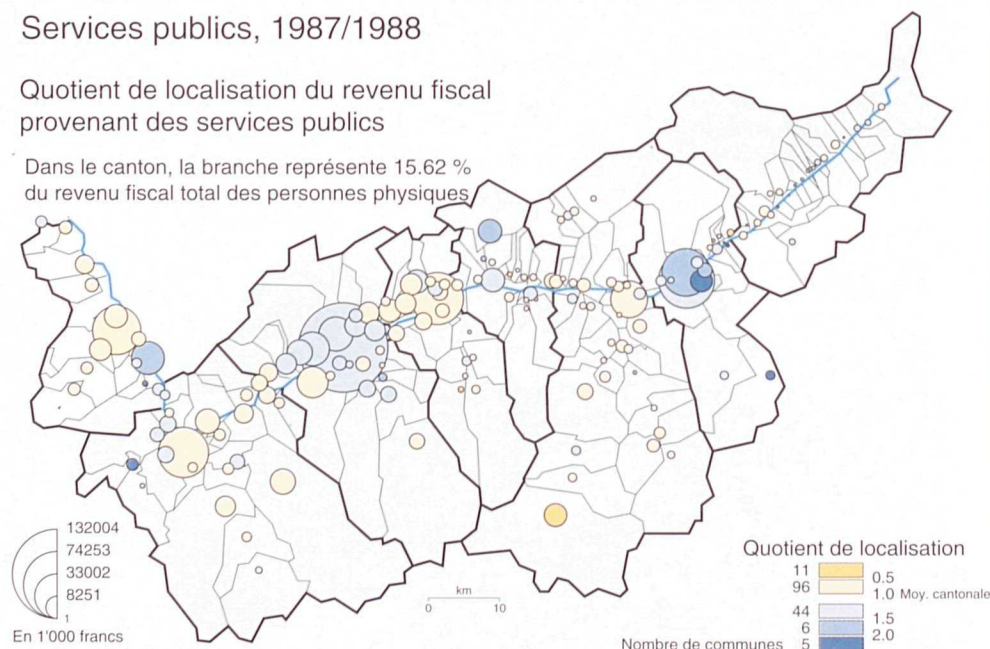 Services publics, 1987/1988
Quotient de localisation du revenu fiscal
provenant des services publics
Dans le canton, la branche représente 15.62 %
du revenu fiscal total des personnes physiques
132004
74253
33002
8251
1
En 1'000 francs
km
0 10
Quotient de localisation
11
0.5
96
1.0 Moy. cantonale
44
1.5
6
2.0
Nombre de communes 5